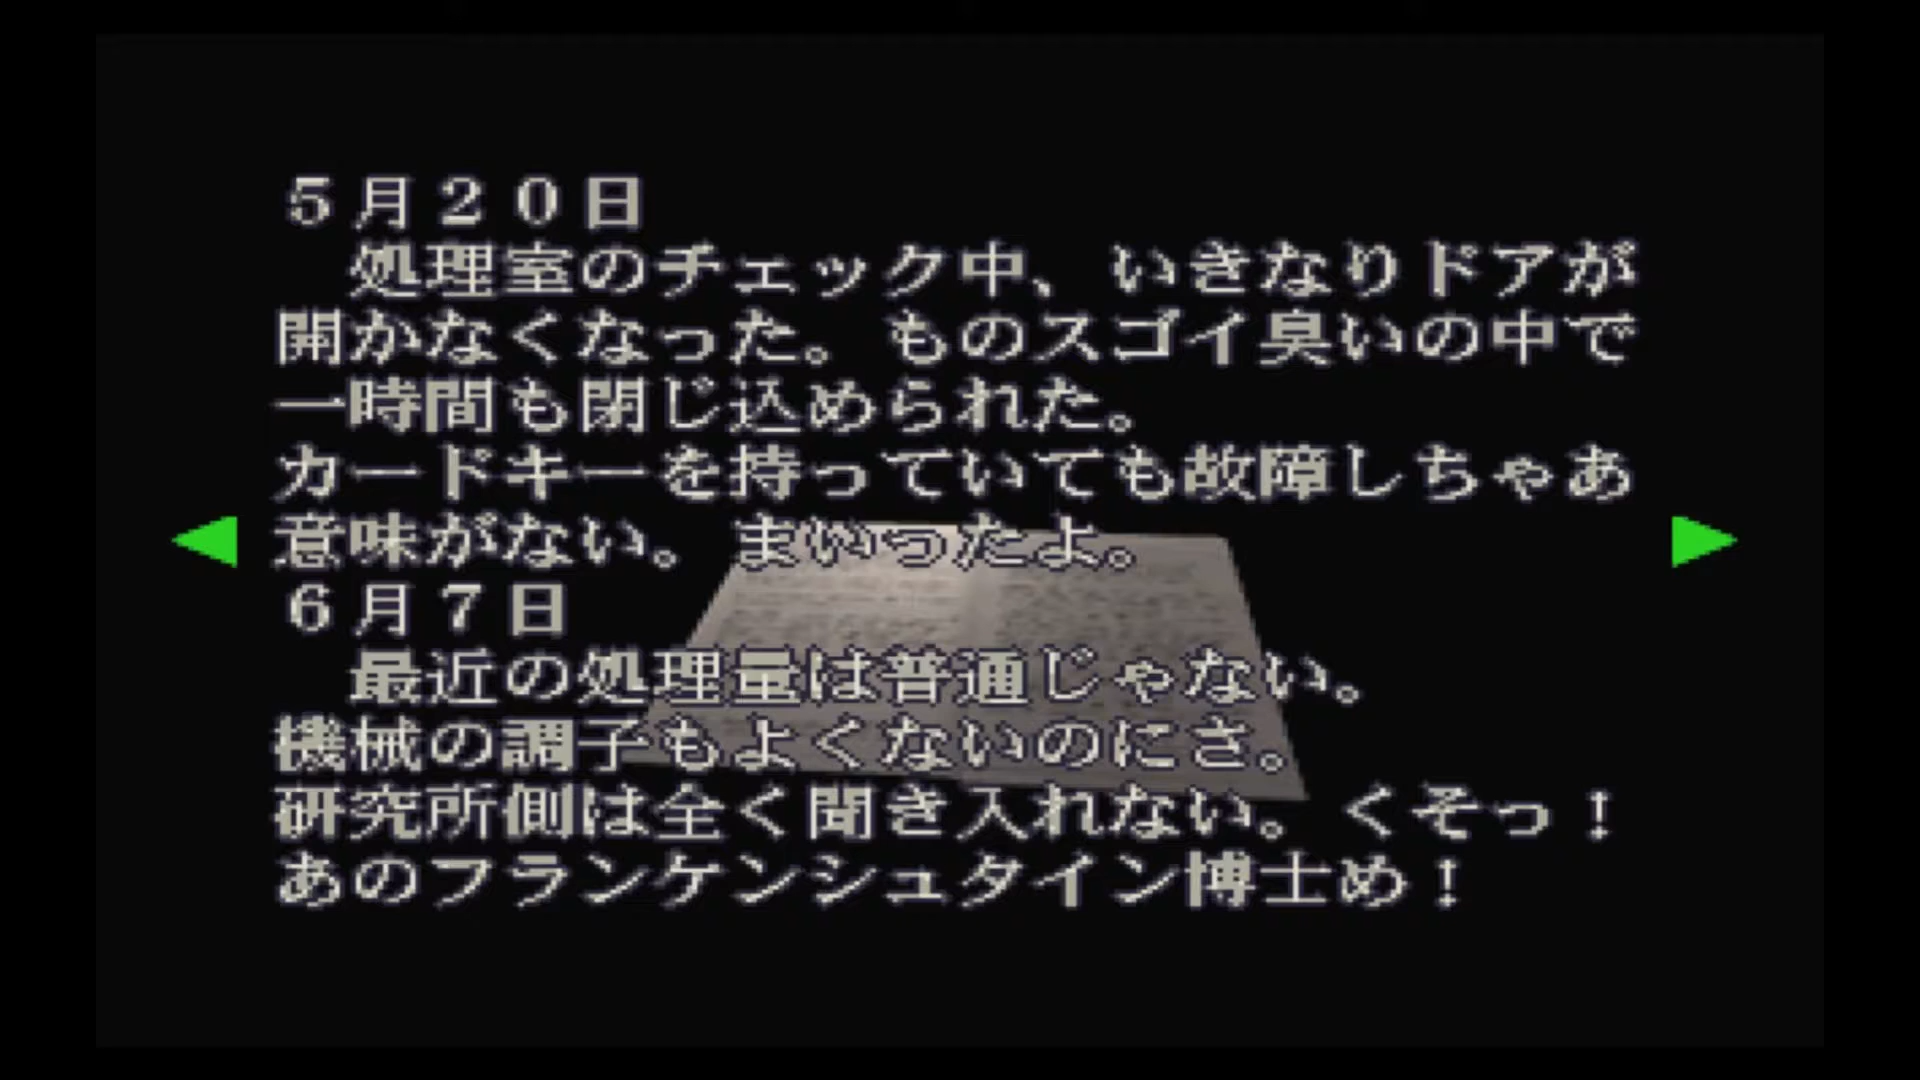 ５月２０日
　処理室のチェック中、いきなりドアが
開かなくなった。ものスゴイ臭いの中で
一時間も閉じ込められた。
カードキーを持っていても故障しちゃあ
意味がない。まいったよ。
６月７日
　最近の処理量は普通じゃない。
機械の調子もよくないのにさ。
研究所側は全く聞き入れない。くそっ！
あのフランケンシュタイン博士め！